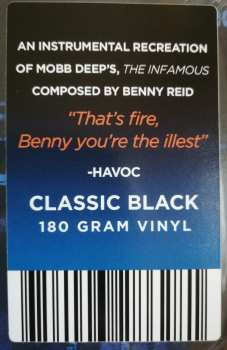 AN INSTRUMENTAL RECREATION
OF MOBB DEEP'S, THE INFAMOUS
COMPOSED BY BENNY REID
"That's fire,
Benny you're the illest"
-HAVOC
CLASSIC BLACK
180 GRAM VINYL